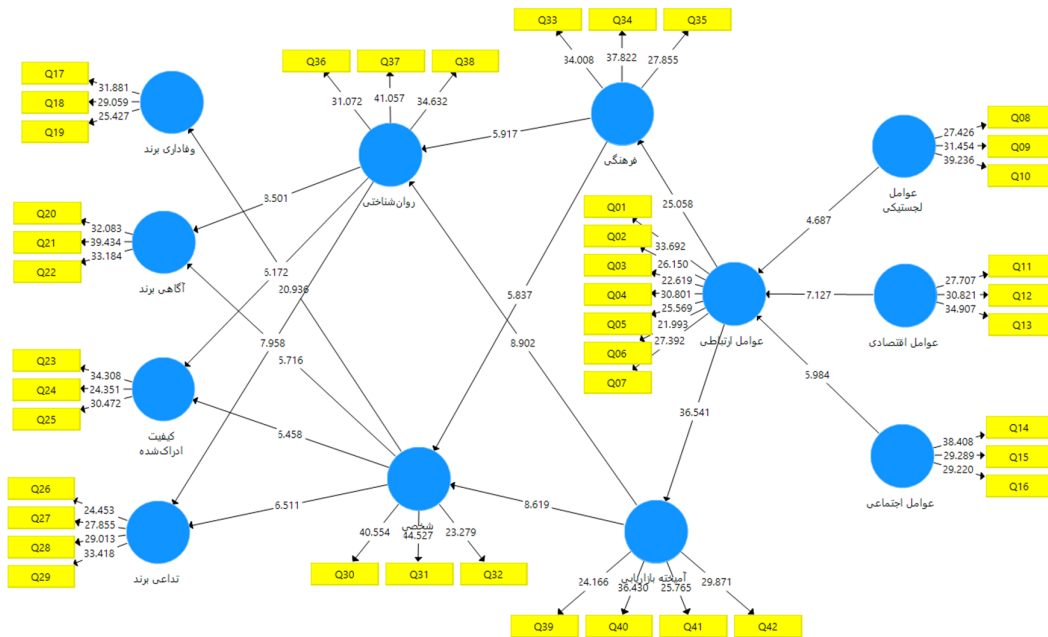 Q33
Q34
Q35
34.008
37.822
27.855
Q36
Q37
Q38
31.072
41.057
34.632
Q17
Q18
Q19
31.881
29.059
25.427
وفاداری برند
روان‌شناختی
5.917
فرهنگی
Q08
Q09
Q10
27.426
31.454
39.236
عوامل
لجستیکی
Q20
Q21
Q22
32.083
39.434
33.184
آگاهی برند
8.501
25.058
4.687
Q01
Q02
Q03
Q04
Q05
Q06
Q07
33.692
26.150
22.619
30.801
25.569
21.993
27.392
عوامل ارتباطی
7.127
Q11
Q12
Q13
27.707
30.821
34.907
عوامل اقتصادی
6.172
20.936
5.837
8.902
7.958
5.716
5.984
Q23
Q24
Q25
34.308
24.351
30.472
کیفیت
ادراک‌شده
6.458
36.541
Q14
Q15
Q16
38.408
29.289
29.220
عوامل اجتماعی
Q26
Q27
Q28
Q29
24.453
27.855
29.013
33.418
تداعی برند
6.511
شخصی
8.619
40.554
44.527
23.279
Q30
Q31
Q32
آمیخته بازاریابی
24.166
36.430
25.765
29.871
Q39
Q40
Q41
Q42